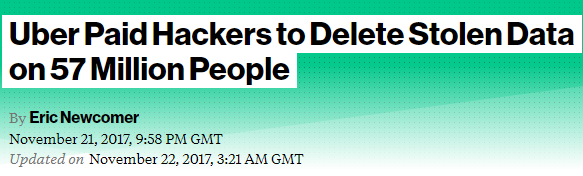 Uber Paid Hackers to Delete Stolen Data
on 57 Million People
By Eric Newcomer
November 21, 2017, 9:58 PM GMT
Updated on November 22, 2017, 3:21 AM GMT